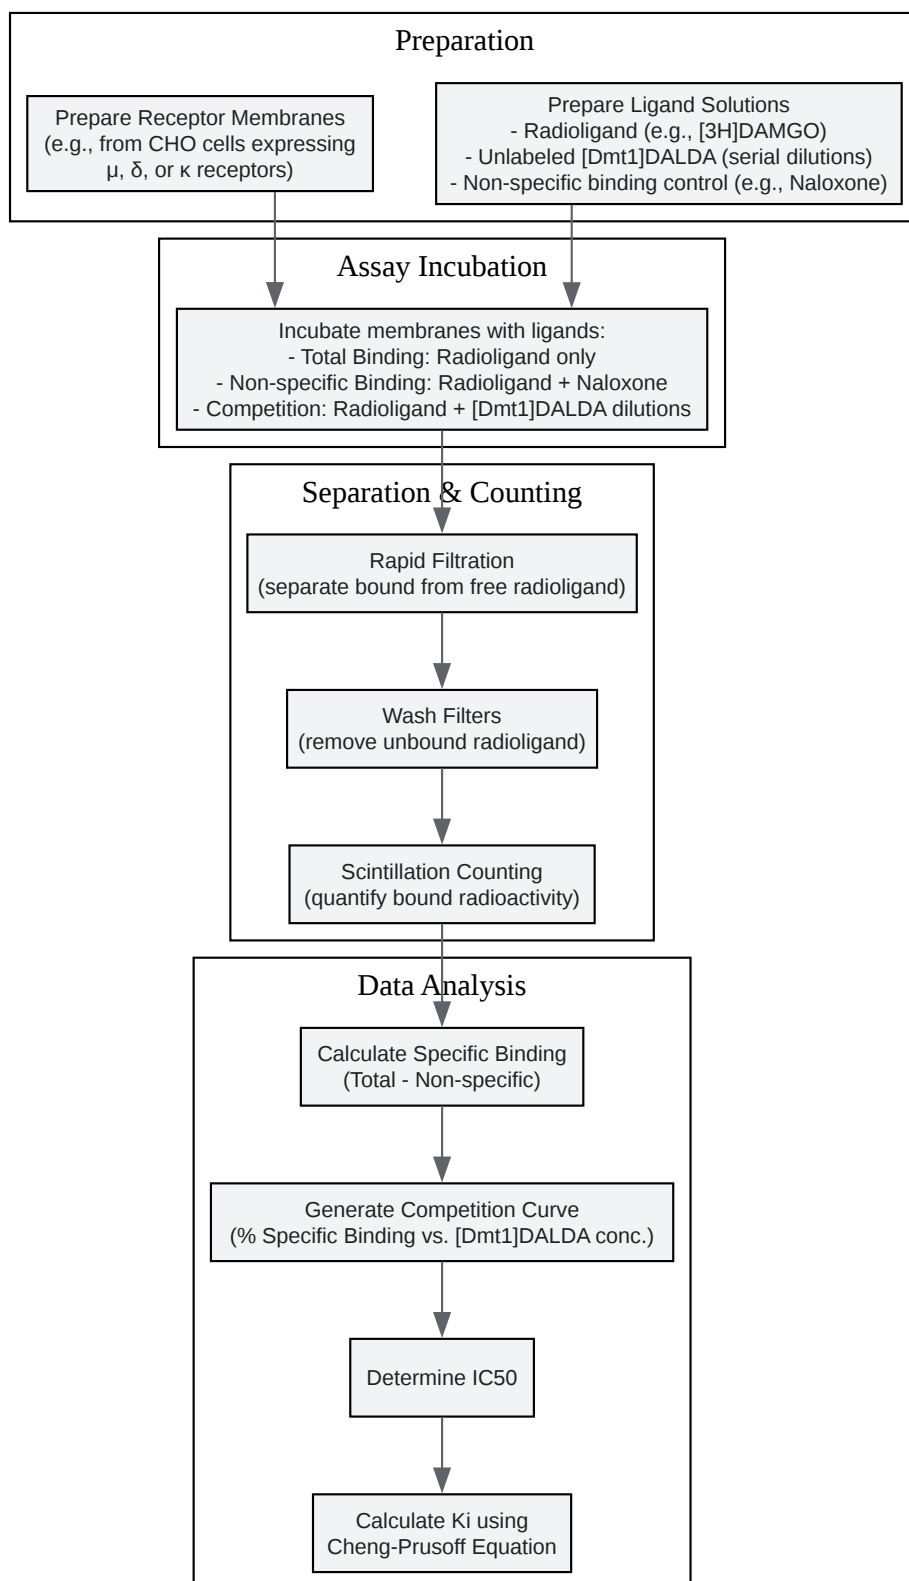 Preparation
Prepare Receptor Membranes
(e.g., from CHO cells expressing
μ, δ, or κ receptors)
Prepare Ligand Solutions
- Radioligand (e.g., [3H]DAMGO)
- Unlabeled [Dmt1]DALDA (serial dilutions)
- Non-specific binding control (e.g., Naloxone)
Assay Incubation
Incubate membranes with ligands:
- Total Binding: Radioligand only
- Non-specific Binding: Radioligand + Naloxone
- Competition: Radioligand + [Dmt1]DALDA dilutions
Separation & Counting
Rapid Filtration
(separate bound from free radioligand)
Wash Filters
(remove unbound radioligand)
Scintillation Counting
(quantify bound radioactivity)
Data Analysis
Calculate Specific Binding
(Total - Non-specific)
Generate Competition Curve
(% Specific Binding vs. [Dmt1]DALDA conc.)
Determine IC50
Calculate Ki using
Cheng-Prusoff Equation